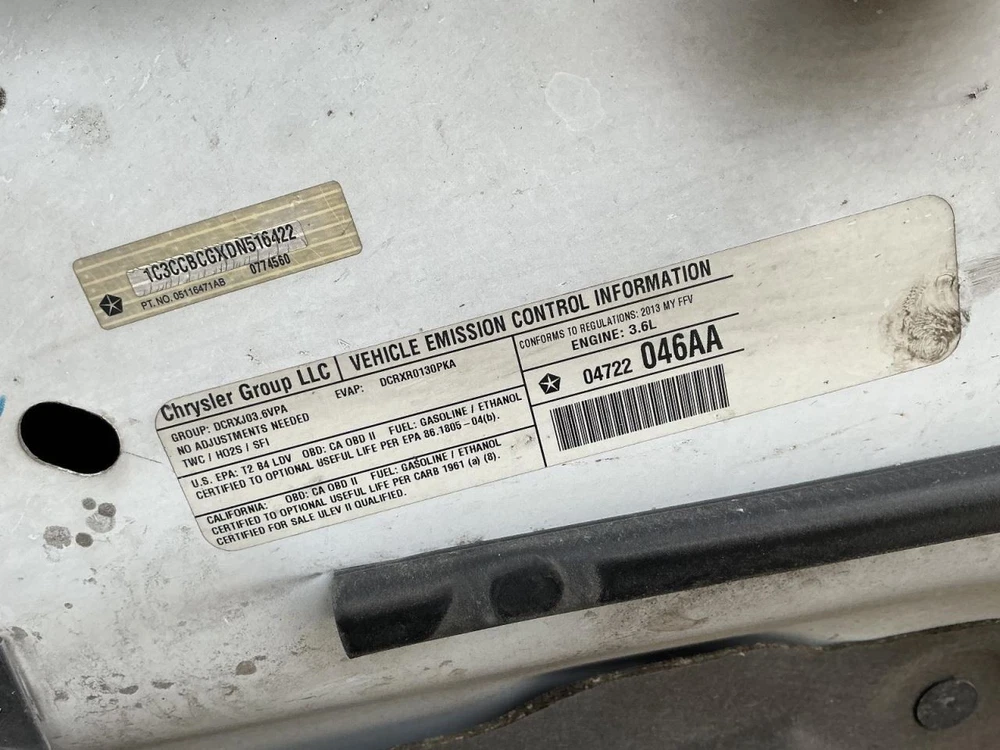 1C3CCBCGXDN516422
PT. NO. 05116471AB 0774560
Chrysler Group LLC VEHICLE EMISSION CONTROL INFORMATION
GROUP: DCRXJ03.6VPA EVAP: DCRXR0130PKA
NO ADJUSTMENTS NEEDED
TWC / HO2S / SFI
U.S. EPA: T2 B4 LDV OBD: CA OBD II FUEL: GASOLINE / ETHANOL
CERTIFIED TO OPTIONAL USEFUL LIFE PER EPA 86.1805-04(b).
CALIFORNIA: OBD: CA OBD II FUEL: GASOLINE / ETHANOL
CERTIFIED TO OPTIONAL USEFUL LIFE PER CARB 1961 (a) (8).
CERTIFIED FOR SALE ULEV II QUALIFIED.
CONFORMS TO REGULATIONS: 2013 MY FFV
ENGINE: 3.6L
04722 046AA